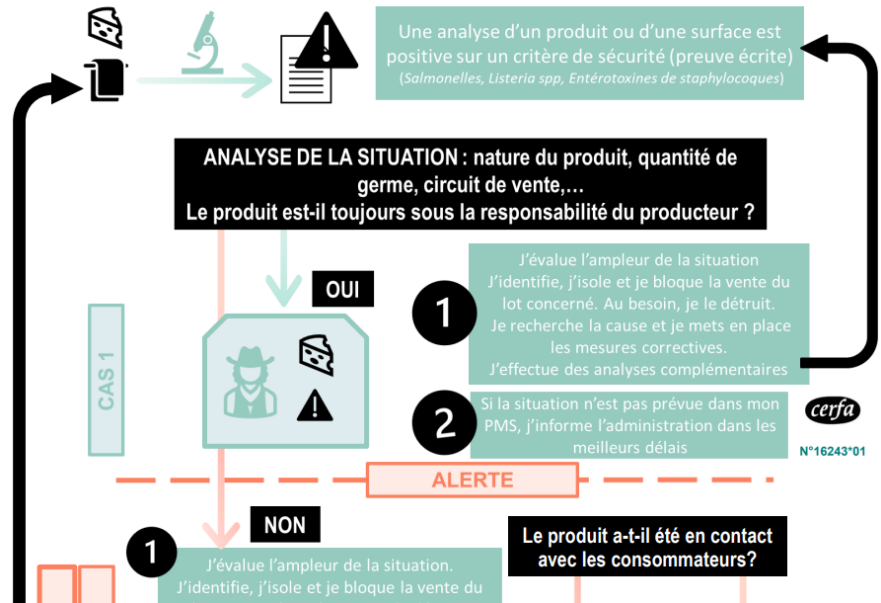 Une analyse d'un produit ou d'une surface est
positive sur un critère de sécurité (preuve écrite)
(Salmonelles, Listeria spp, Entérotoxines de staphylocoques)
ANALYSE DE LA SITUATION : nature du produit, quantité de
germe, circuit de vente,…
Le produit est-il toujours sous la responsabilité du producteur ?
OUI
CAS 1
1
J'évalue l'ampleur de la situation
J'identifie, j'isole et je bloque la vente du
lot concerné. Au besoin, je le détruit.
Je recherche la cause et je mets en place
les mesures correctives.
J'effectue des analyses complémentaires
2
Si la situation n'est pas prévue dans mon
PMS, j'informe l'administration dans les
meilleurs délais
cerfa
N°16243*01
ALERTE
NON
1
J'évalue l'ampleur de la situation.
J'identifie, j'isole et je bloque la vente du
Le produit a-t-il été en contact
avec les consommateurs?